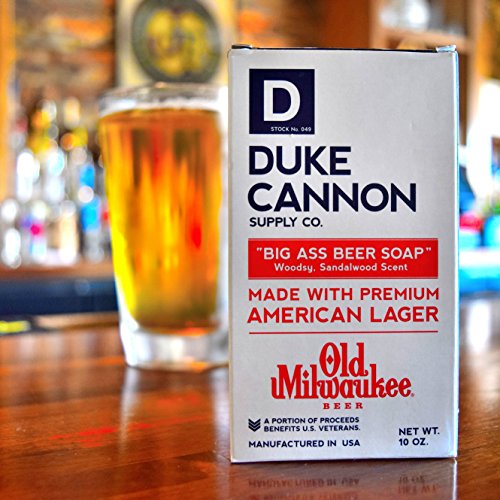 D
STOCK No. 049
DUKE
CANNON
SUPPLY CO.
"BIG ASS BEER SOAP"
Woodsy, Sandalwood Scent
MADE WITH PREMIUM
AMERICAN LAGER
Old
Milwaukee
BEER
A PORTION OF PROCEEDS
BENEFITS U.S. VETERANS.
MANUFACTURED IN USA
NET WT.
10 OZ.